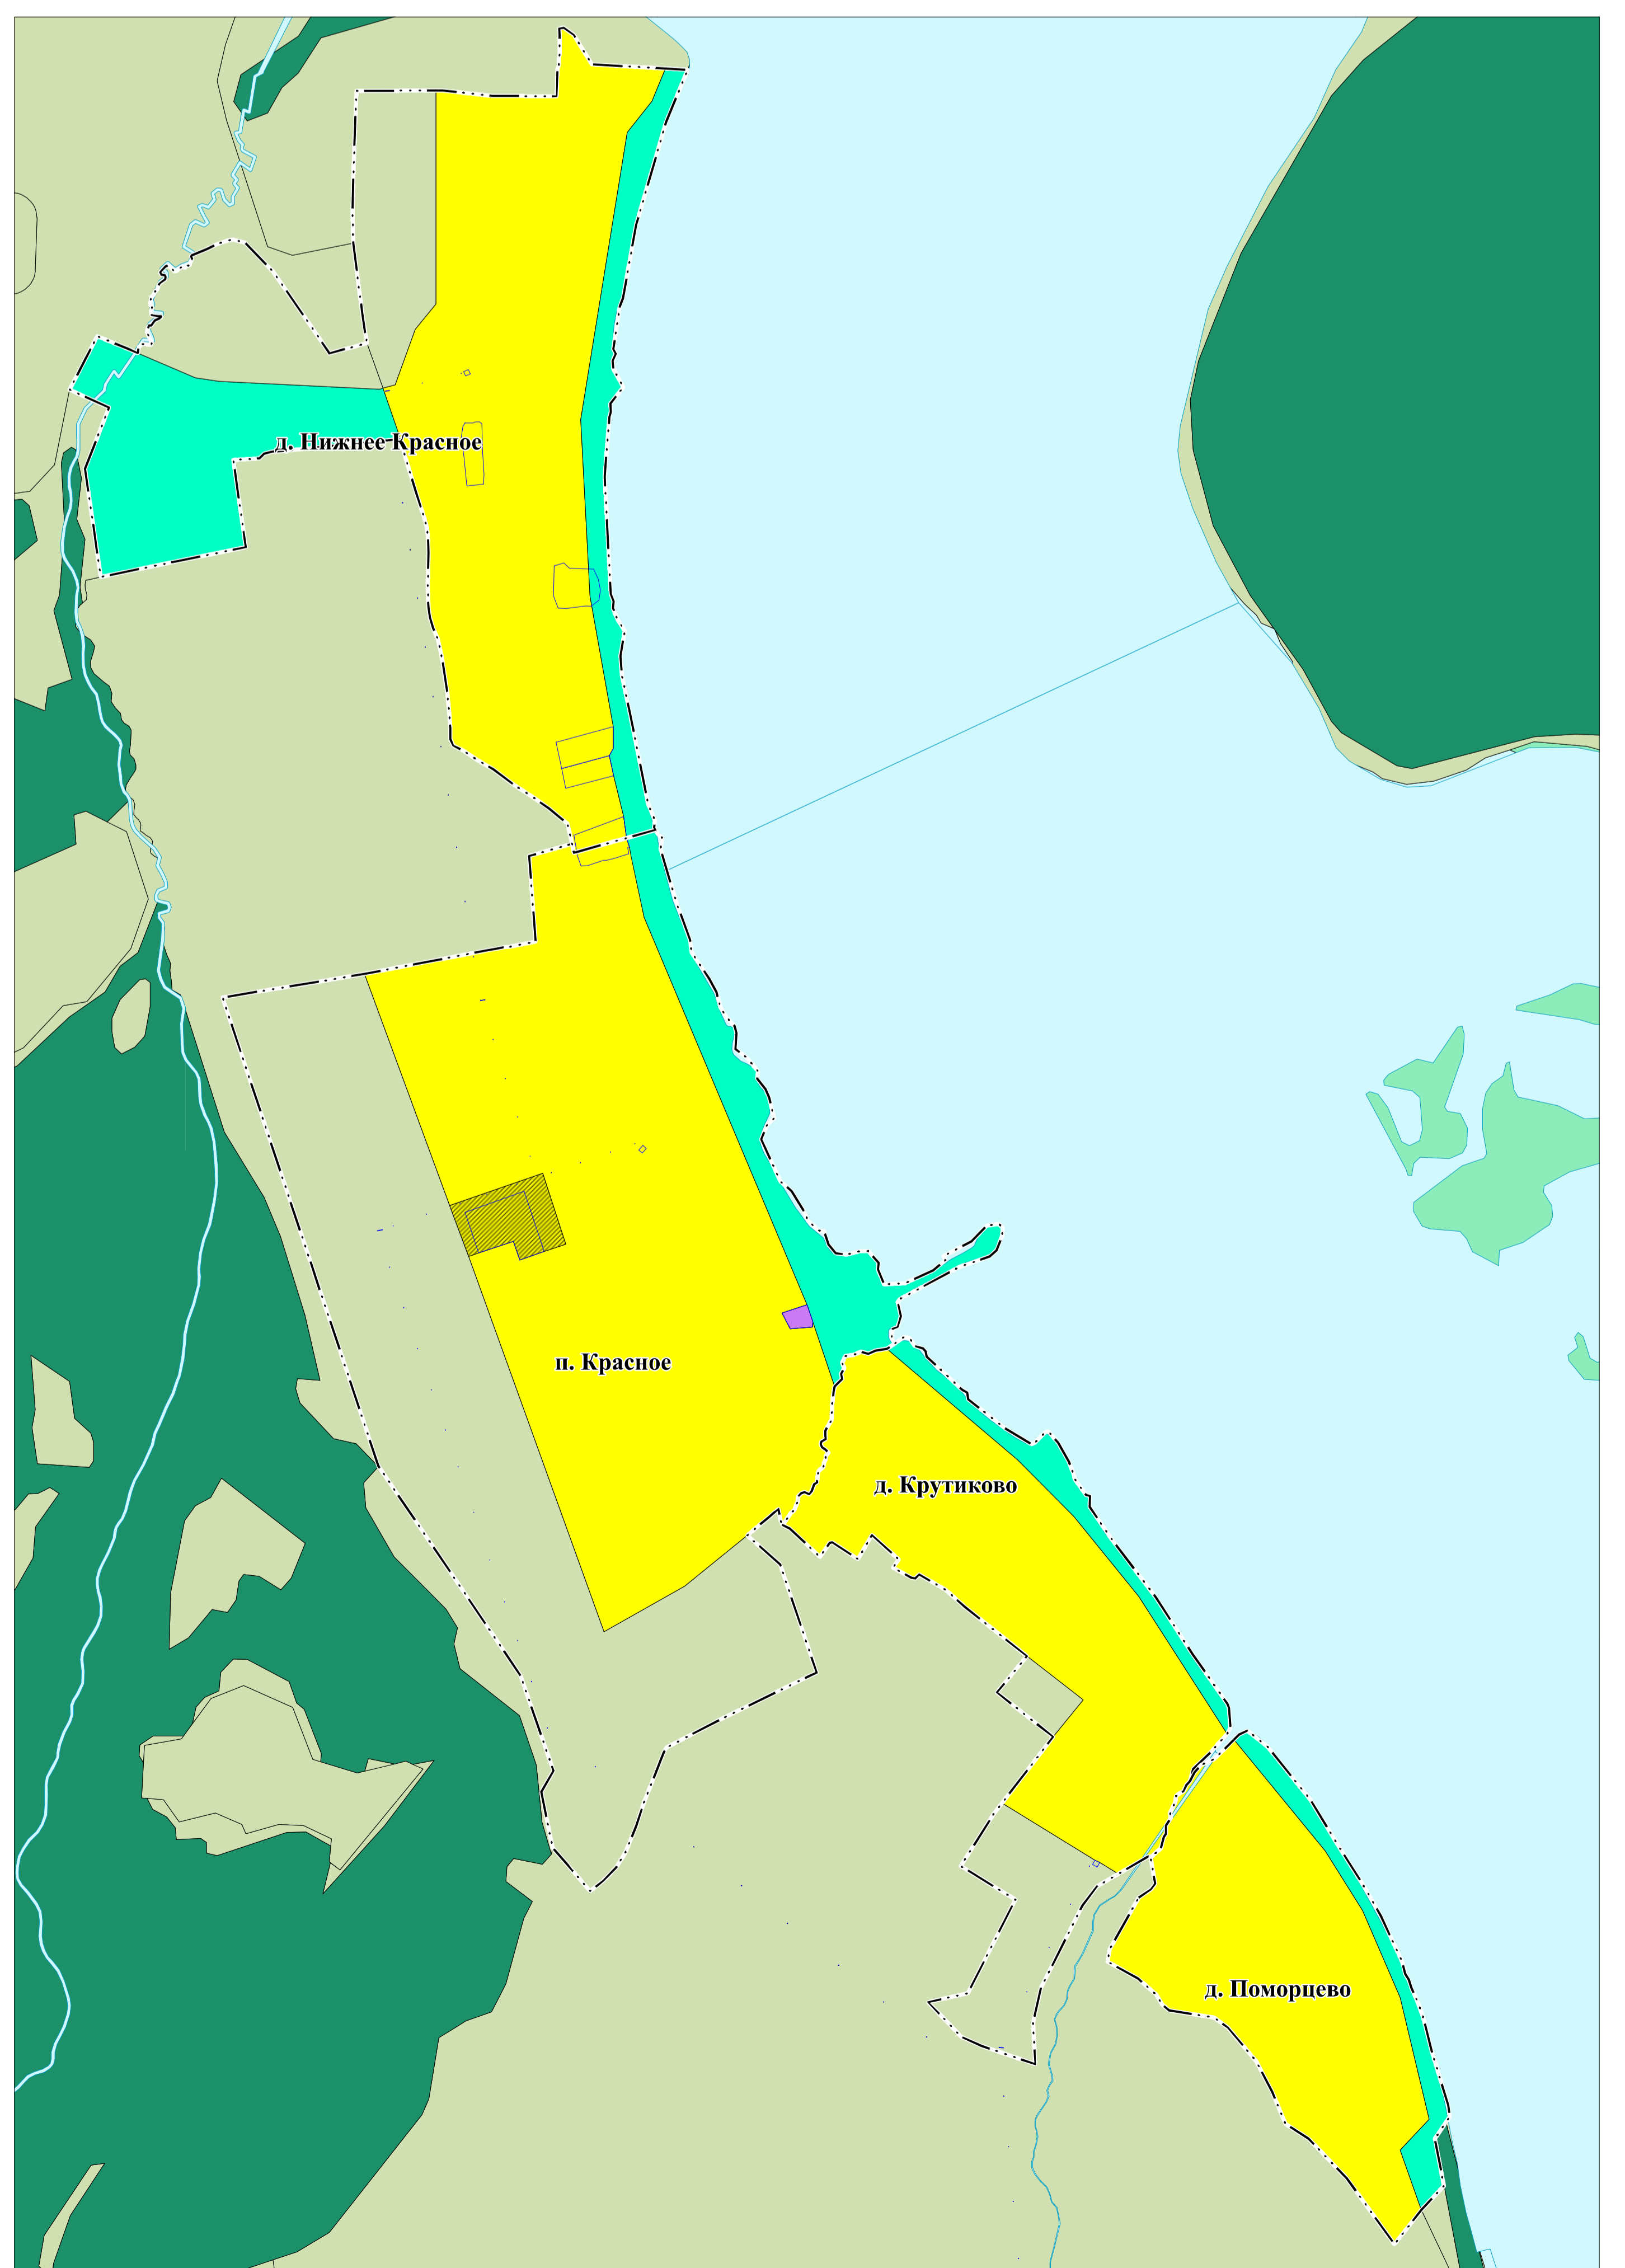 д. Нижнее Красное
п. Красное
д. Крутиково
д. Поморцево